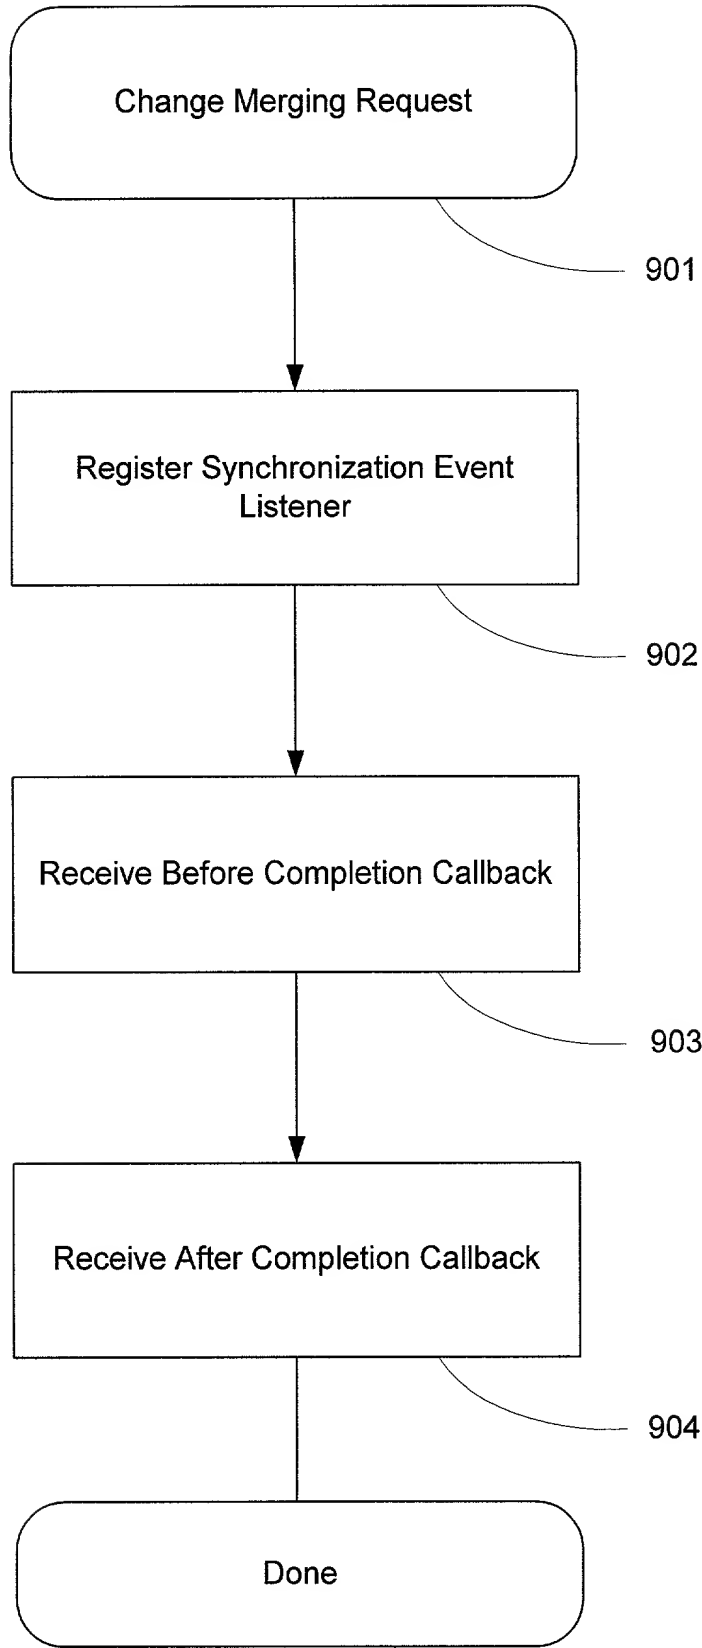 Change Merging Request
901
Register Synchronization Event
Listener
902
Receive Before Completion Callback
903
Receive After Completion Callback
904
Done